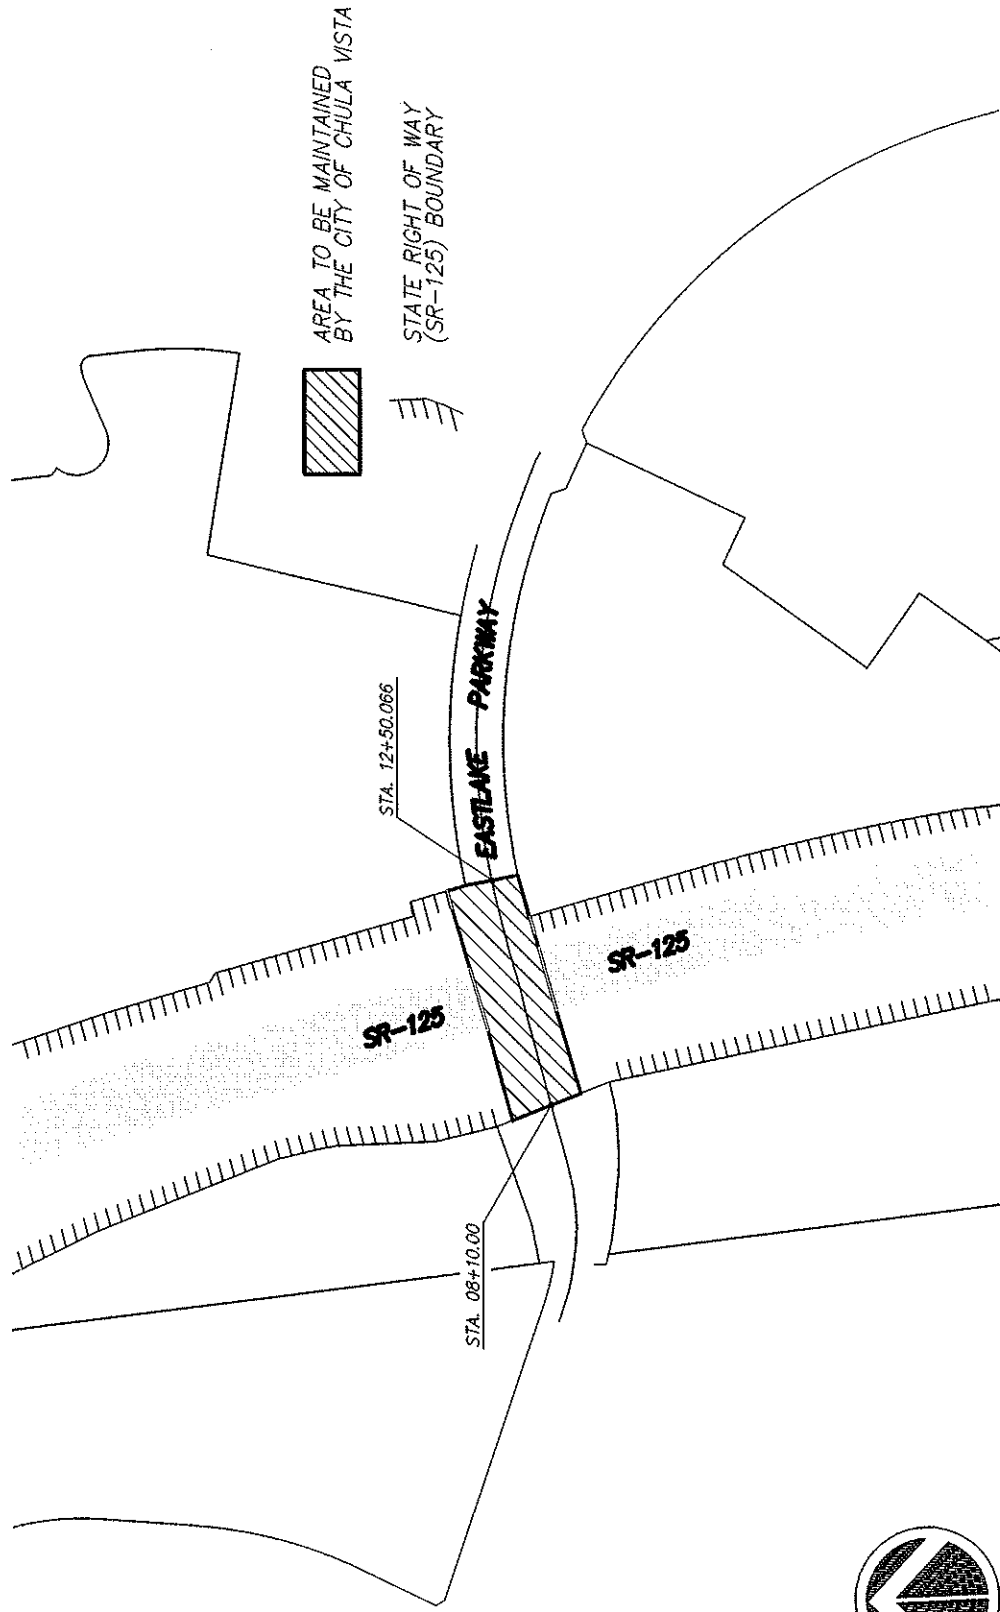 AREA TO BE MAINTAINED
BY THE CITY OF CHULA VISTA
STATE RIGHT OF WAY
(SR-125) BOUNDARY
STA. 12+50.066
EASTLAKE PARKWAY
SR-125
SR-125
STA. 08+10.00